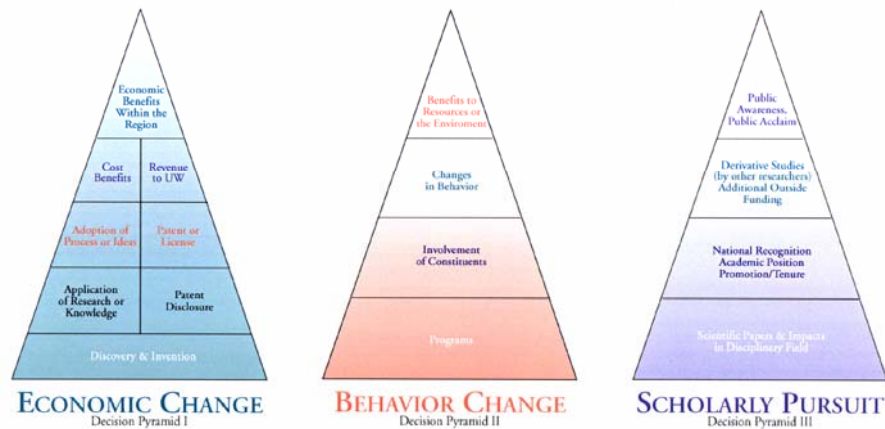 Economic
Benefits
Within the
Region
Cost
Benefits
Revenue
to UW
Adoption of
Process or Ideas
Patent or
License
Application
of Research or
Knowledge
Patent
Disclosure
Discovery & Invention
ECONOMIC CHANGE
Decision Pyramid I
Benefits to
Resources or
the Enviroment
Changes
in Behavior
Involvement
of Constituents
Programs
BEHAVIOR CHANGE
Decision Pyramid II
Public
Awareness,
Public Acclaim
Derivative Studies
(by other researchers)
Additional Outside
Funding
National Recognition
Academic Position
Promotion/Tenure
Scientific Papers & Impacts
in Disciplinary Field
SCHOLARLY PURSUIT
Decision Pyramid III